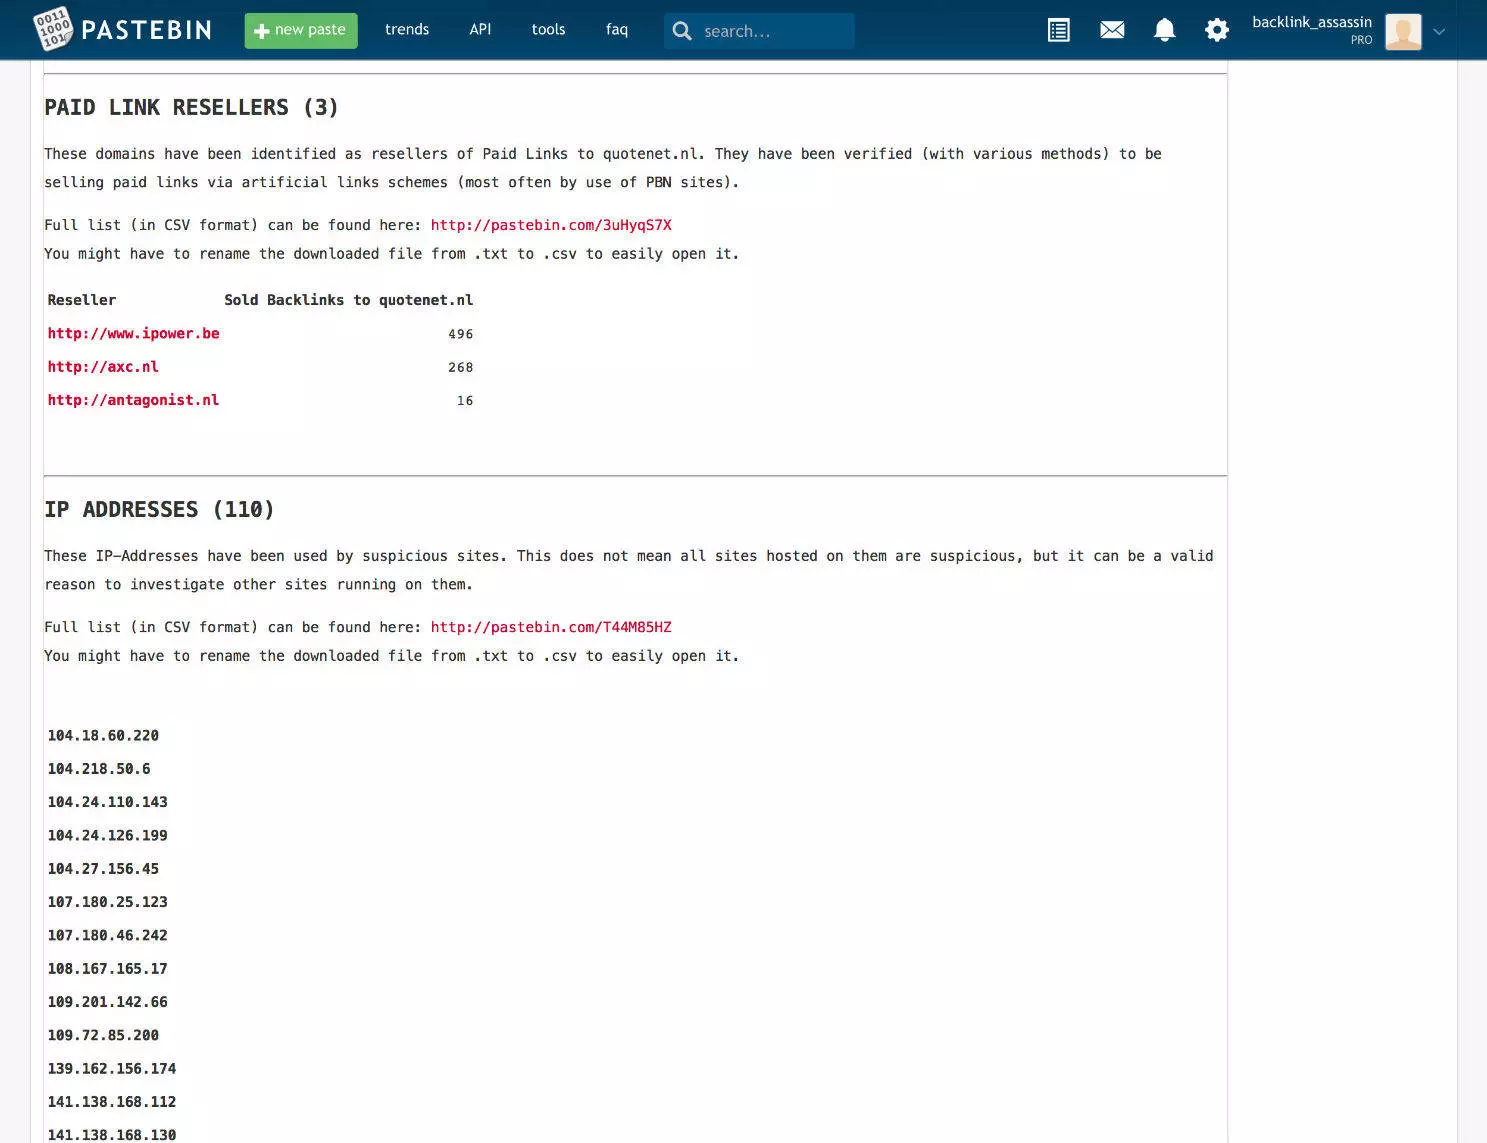 0011
1000
101
PASTEBIN
new paste
trends
API
tools
faq
search...
backlink_assassin
PRO
PAID LINK RESELLERS (3)
These domains have been identified as resellers of Paid Links to quotenet.nl. They have been verified (with various methods) to be
selling paid links via artificial links schemes (most often by use of PBN sites).
Full list (in CSV format) can be found here: http://pastebin.com/3uHyqS7X
You might have to rename the downloaded file from .txt to .csv to easily open it.
Reseller Sold Backlinks to quotenet.nl
http://www.ipower.be 496
http://axc.nl 268
http://antagonist.nl 16
IP ADDRESSES (110)
These IP-Addresses have been used by suspicious sites. This does not mean all sites hosted on them are suspicious, but it can be a valid
reason to investigate other sites running on them.
Full list (in CSV format) can be found here: http://pastebin.com/T44M85HZ
You might have to rename the downloaded file from .txt to .csv to easily open it.
104.18.60.220
104.218.50.6
104.24.110.143
104.24.126.199
104.27.156.45
107.180.25.123
107.180.46.242
108.167.165.17
109.201.142.66
109.72.85.200
139.162.156.174
141.138.168.112
141.138.168.130